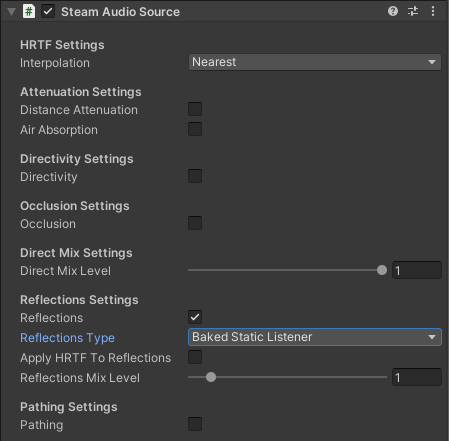 Steam Audio Source
HRTF Settings
Interpolation Nearest
Attenuation Settings
Distance Attenuation
Air Absorption
Directivity Settings
Directivity
Occlusion Settings
Occlusion
Direct Mix Settings
Direct Mix Level 1
Reflections Settings
Reflections
Reflections Type Baked Static Listener
Apply HRTF To Reflections
Reflections Mix Level 1
Pathing Settings
Pathing